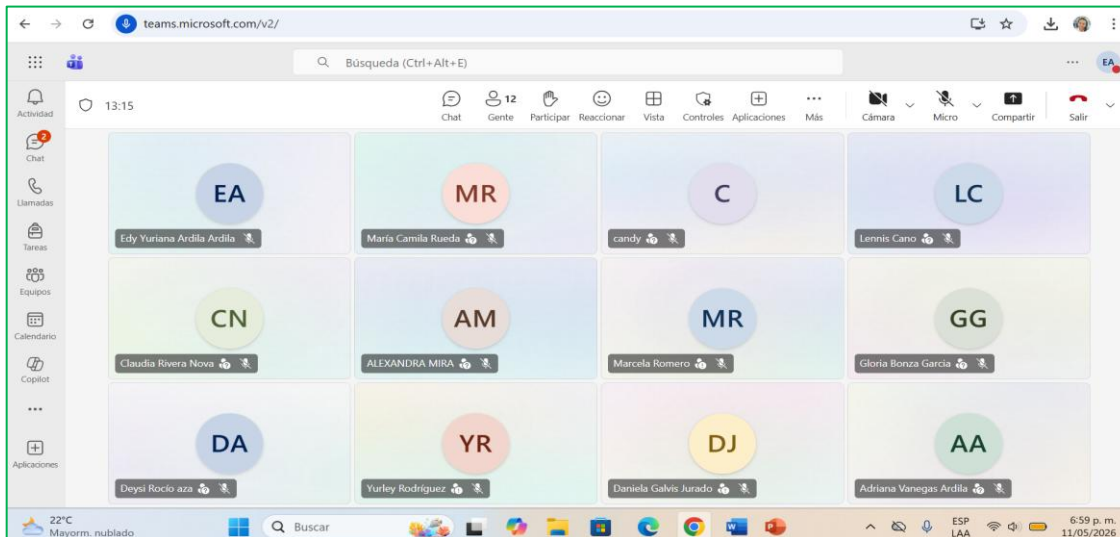 teams.microsoft.com/v2/
Búsqueda (Ctrl+Alt+E)
EA
Actividad
13:15
12
Chat
Gente
Participar
Reaccionar
Vista
Controles
Aplicaciones
Más
Cámara
Micro
Compartir
Salir
2
Chat
Llamadas
Tareas
Equipos
Calendario
Copilot
Aplicaciones
EA
Edy Yuriana Ardila Ardila
MR
María Camila Rueda
C
candy
LC
Lennis Cano
CN
Claudia Rivera Nova
AM
ALEXANDRA MIRA
MR
Marcela Romero
GG
Gloria Bonza Garcia
DA
Deysi Rocío aza
YR
Yurley Rodríguez
DJ
Daniela Galvis Jurado
AA
Adriana Vanegas Ardila
22°C
Mayorm. nublado
Buscar
ESP
LAA
6:59 p. m.
11/05/2026